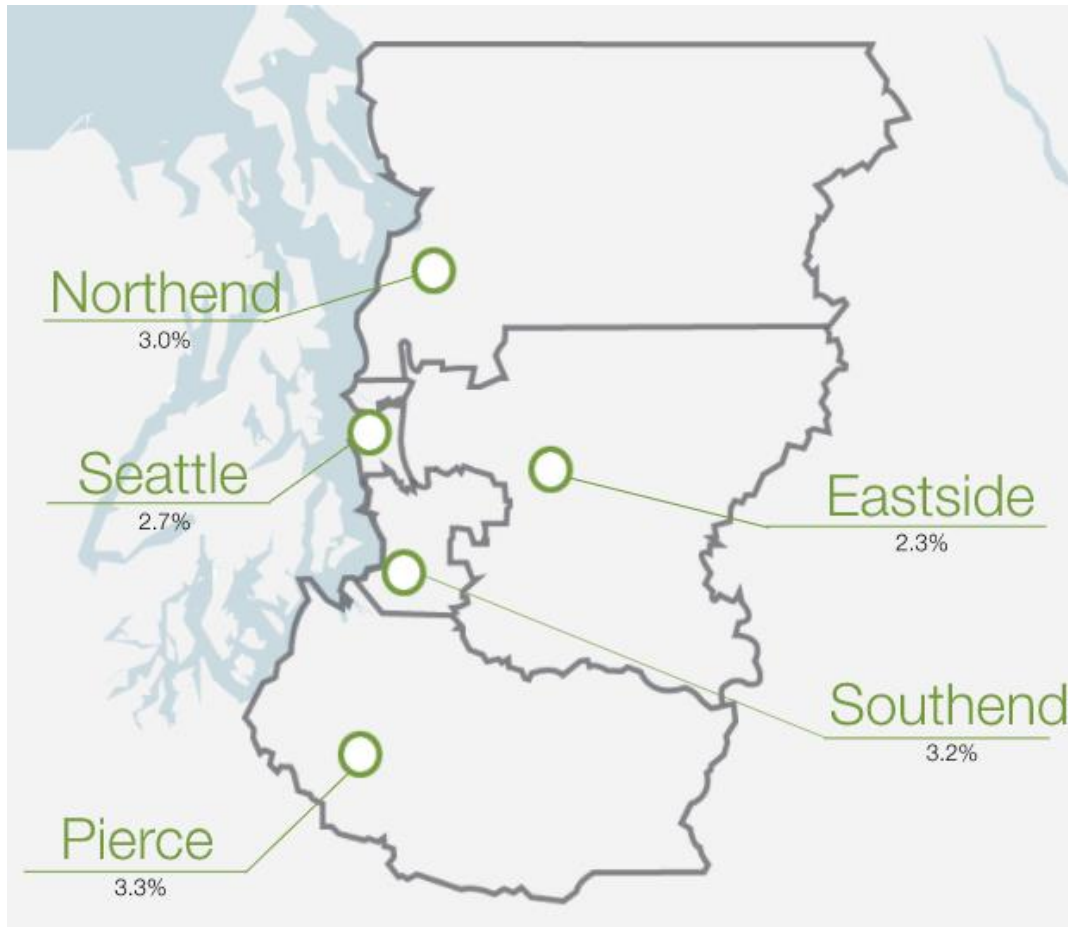 Northend
3.0%
Seattle
2.7%
Eastside
2.3%
Southend
3.2%
Pierce
3.3%